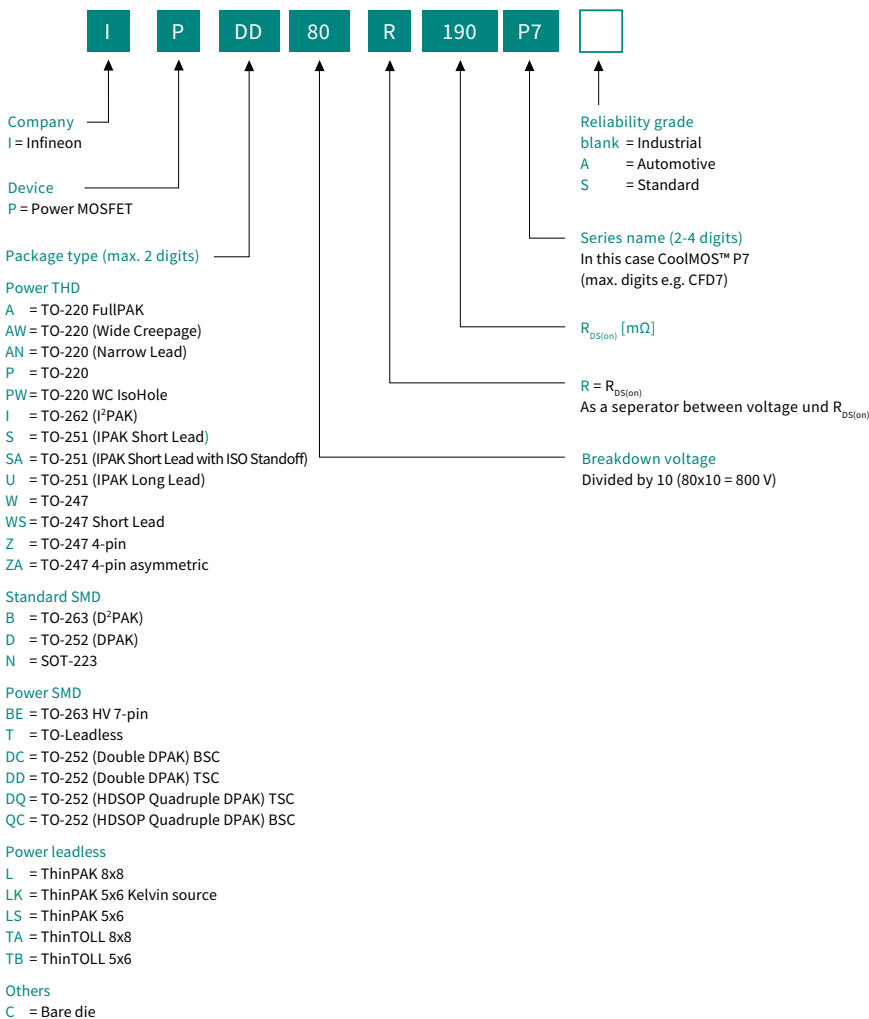 I P DD 80 R 190 P7
Company
I = Infineon
Device
P = Power MOSFET
Package type (max. 2 digits)
Power THD
A = TO-220 FullPAK
AW = TO-220 (Wide Creepage)
AN = TO-220 (Narrow Lead)
P = TO-220
PW = TO-220 WC IsoHole
I = TO-262 (I²PAK)
S = TO-251 (IPAK Short Lead)
SA = TO-251 (IPAK Short Lead with ISO Standoff)
U = TO-251 (IPAK Long Lead)
W = TO-247
WS = TO-247 Short Lead
Z = TO-247 4-pin
ZA = TO-247 4-pin asymmetric
Standard SMD
B = TO-263 (D²PAK)
D = TO-252 (DPAK)
N = SOT-223
Power SMD
BE = TO-263 HV 7-pin
T = TO-Leadless
DC = TO-252 (Double DPAK) BSC
DD = TO-252 (Double DPAK) TSC
DQ = TO-252 (HDSOP Quadruple DPAK) TSC
QC = TO-252 (HDSOP Quadruple DPAK) BSC
Power leadless
L = ThinPAK 8x8
LK = ThinPAK 5x6 Kelvin source
LS = ThinPAK 5x6
TA = ThinTOLL 8x8
TB = ThinTOLL 5x6
Others
C = Bare die
Reliability grade
blank = Industrial
A = Automotive
S = Standard
Series name (2-4 digits)
In this case CoolMOS™ P7
(max. digits e.g. CFD7)
RDS(on) [mΩ]
R = RDS(on)
As a seperator between voltage und RDS(on)
Breakdown voltage
Divided by 10 (80x10 = 800 V)